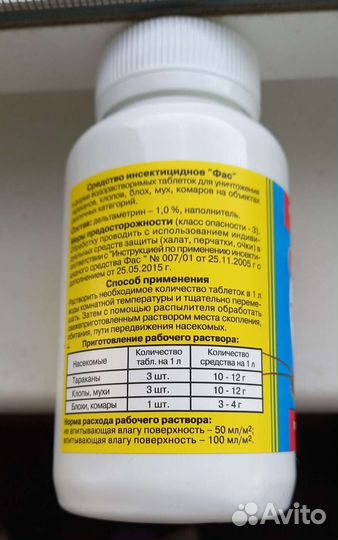 Средство инсектицидное "Фас"
в форме водорастворимых таблеток для уничтожения
тараканов, клопов, блох, мух, комаров на объектах
различных категорий.
Состав: дельтаметрин – 1,0 %, наполнитель.
Меры предосторожности (класс опасности - 3).
Обработку проводить с использованием индиви-
дуальных средств защиты (халат, перчатки, очки) в
соответствии с "Инструкцией по применению инсекти-
цидного средства Фас " № 007/01 от 25.11.2005 г с
дополнением от 25.05.2015 г.
Способ применения
Растворить необходимое количество таблеток в 1 л
воды комнатной температуры и тщательно переме-
шать. Затем с помощью распылителя обработать
свежеприготовленным раствором места скопления,
обитания, пути передвижения насекомых.
Приготовление рабочего раствора:
Насекомые Количество табл. на 1 л Количество средства на 1 л
Тараканы 3 шт. 10 - 12 г
Клопы, мухи 3 шт. 10 - 12 г
Блохи, комары 1 шт. 3 - 4 г
Норма расхода рабочего раствора:
не впитывающая влагу поверхность – 50 мл/м²;
впитывающая влагу поверхность – 100 мл/м².
Avito